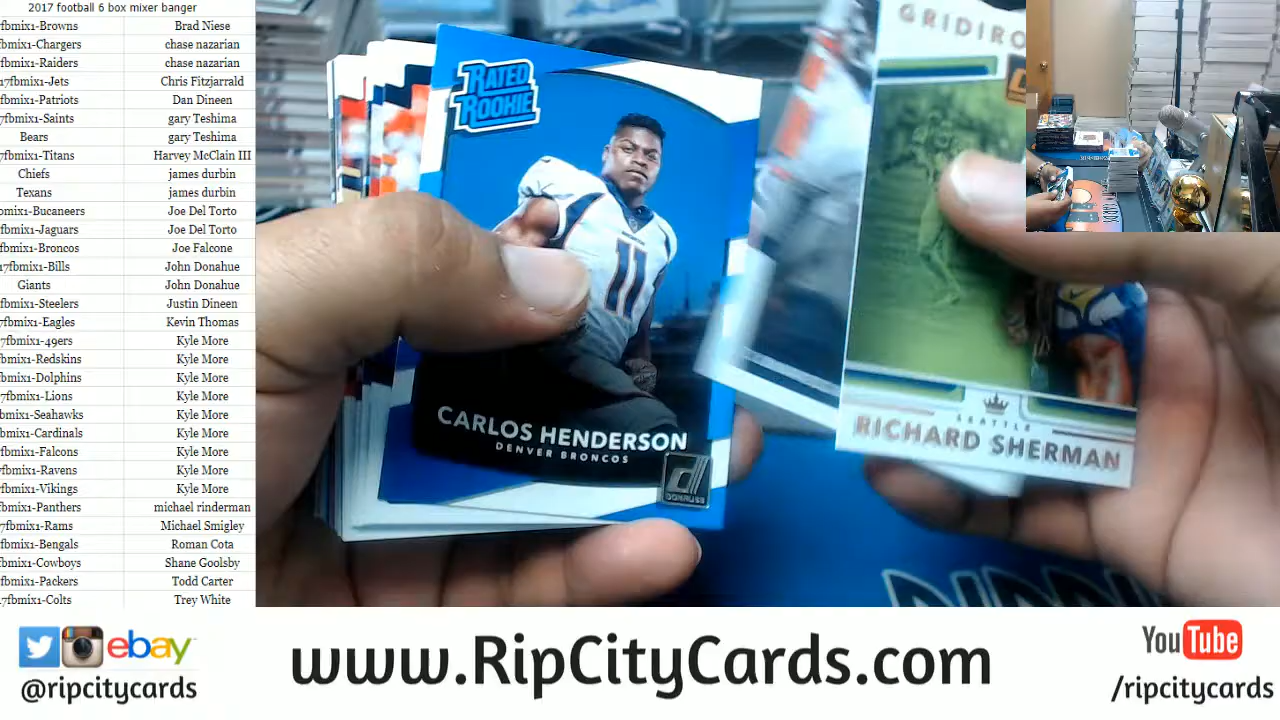 2017 football 6 box mixer banger
fbmix1-Browns Brad Niese
fbmix1-Chargers chase nazarian
fbmix1-Raiders chase nazarian
17fbmix1-Jets Chris Fitzjarrald
fbmix1-Patriots Dan Dineen
7fbmix1-Saints gary Teshima
Bears gary Teshima
7fbmix1-Titans Harvey McClain III
Chiefs james durbin
Texans james durbin
bmix1-Bucaneers Joe Del Torto
fbmix1-Jaguars Joe Del Torto
fbmix1-Broncos Joe Falcone
17fbmix1-Bills John Donahue
Giants John Donahue
fbmix1-Steelers Justin Dineen
7fbmix1-Eagles Kevin Thomas
7fbmix1-49ers Kyle More
fbmix1-Redskins Kyle More
fbmix1-Dolphins Kyle More
7fbmix1-Lions Kyle More
bmix1-Seahawks Kyle More
fbmix1-Cardinals Kyle More
fbmix1-Falcons Kyle More
7fbmix1-Ravens Kyle More
7fbmix1-Vikings Kyle More
fbmix1-Panthers michael rinderman
7fbmix1-Rams Michael Smigley
fbmix1-Bengals Roman Cota
fbmix1-Cowboys Shane Goolsby
fbmix1-Packers Todd Carter
17fbmix1-Colts Trey White
RATED
ROOKIE
11
CARLOS HENDERSON
DENVER BRONCOS
DONRUSS
GRIDIRO
SEATTLE
RICHARD SHERMAN
ebay
@ripcitycards
www.RipCityCards.com
YouTube
/ripcitycards